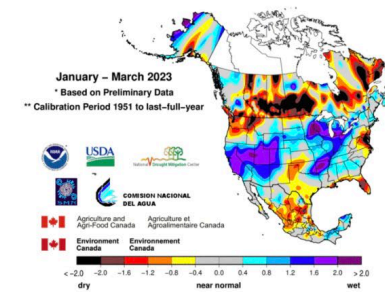 January – March 2023
* Based on Preliminary Data
** Calibration Period 1951 to last–full–year
NOAA
USDA
National Drought Mitigation Center
COMISION NACIONAL
DEL AGUA
Agriculture and Agriculture et
Agri-Food Canada Agroalimentaire Canada
Environment Environnement
Canada Canada
< -2.0 -1.6 -1.2 -0.8 -0.4 0.0 0.4 0.8 1.2 1.6 2.0 > 2.0
dry near normal wet